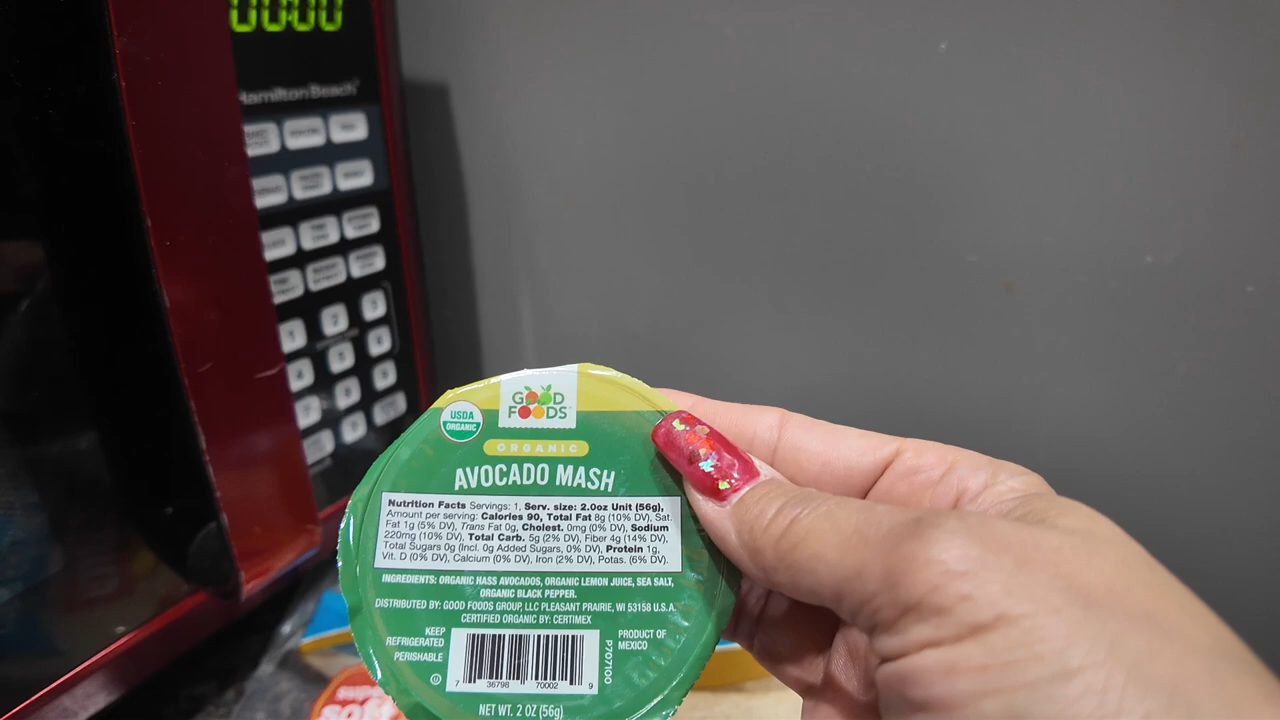 00:00
Hamilton Beach
1
2
3
GOOD
FOODS
USDA
ORGANIC
ORGANIC
AVOCADO MASH
Nutrition Facts Servings: 1, Serv. size: 2.0oz Unit (56g),
Amount per serving: Calories 90, Total Fat 8g (10% DV), Sat.
Fat 1g (5% DV), Trans Fat 0g, Cholest. 0mg (0% DV), Sodium
220mg (10% DV), Total Carb. 5g (2% DV), Fiber 4g (14% DV),
Total Sugars 0g (Incl. 0g Added Sugars, 0% DV), Protein 1g,
Vit. D (0% DV), Calcium (0% DV), Iron (2% DV), Potas. (6% DV).
INGREDIENTS: ORGANIC HASS AVOCADOS, ORGANIC LEMON JUICE, SEA SALT,
ORGANIC BLACK PEPPER.
DISTRIBUTED BY: GOOD FOODS GROUP, LLC PLEASANT PRAIRIE, WI 53158 U.S.A.
CERTIFIED ORGANIC BY: CERTIMEX
KEEP
REFRIGERATED
PERISHABLE
PRODUCT OF
MEXICO
P707100
7 36798 70002 9
NET WT. 2 OZ (56g)
soft